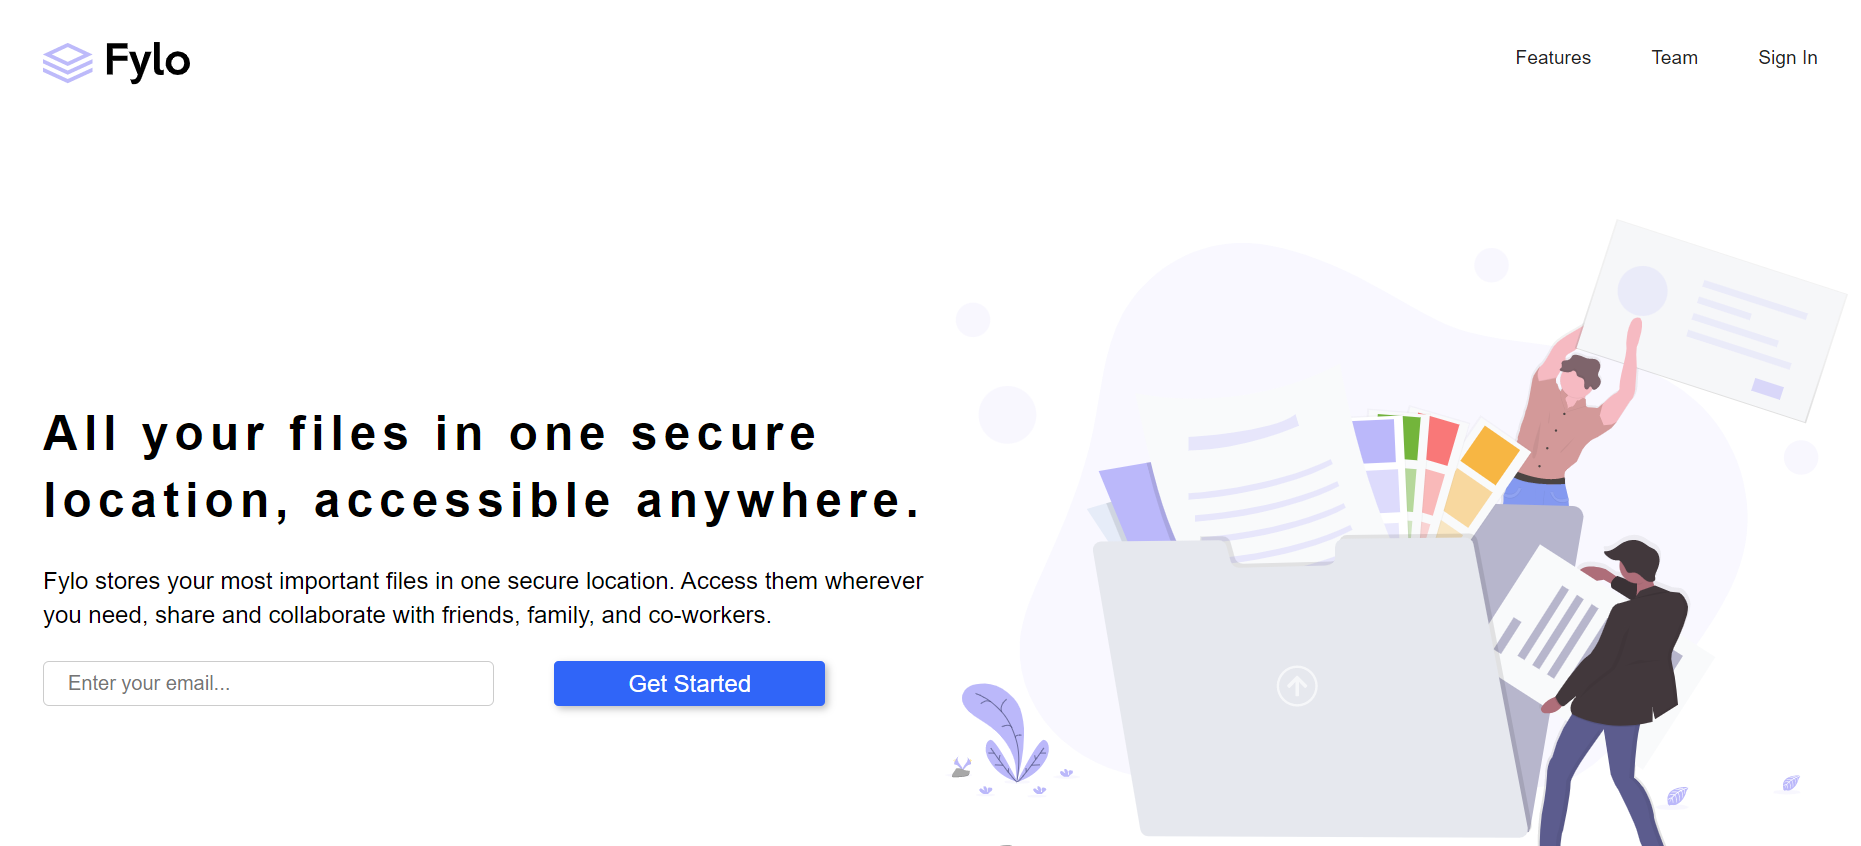 Fylo
Features
Team
Sign In
All your files in one secure
location, accessible anywhere.
Fylo stores your most important files in one secure location. Access them wherever
you need, share and collaborate with friends, family, and co-workers.
Enter your email...
Get Started